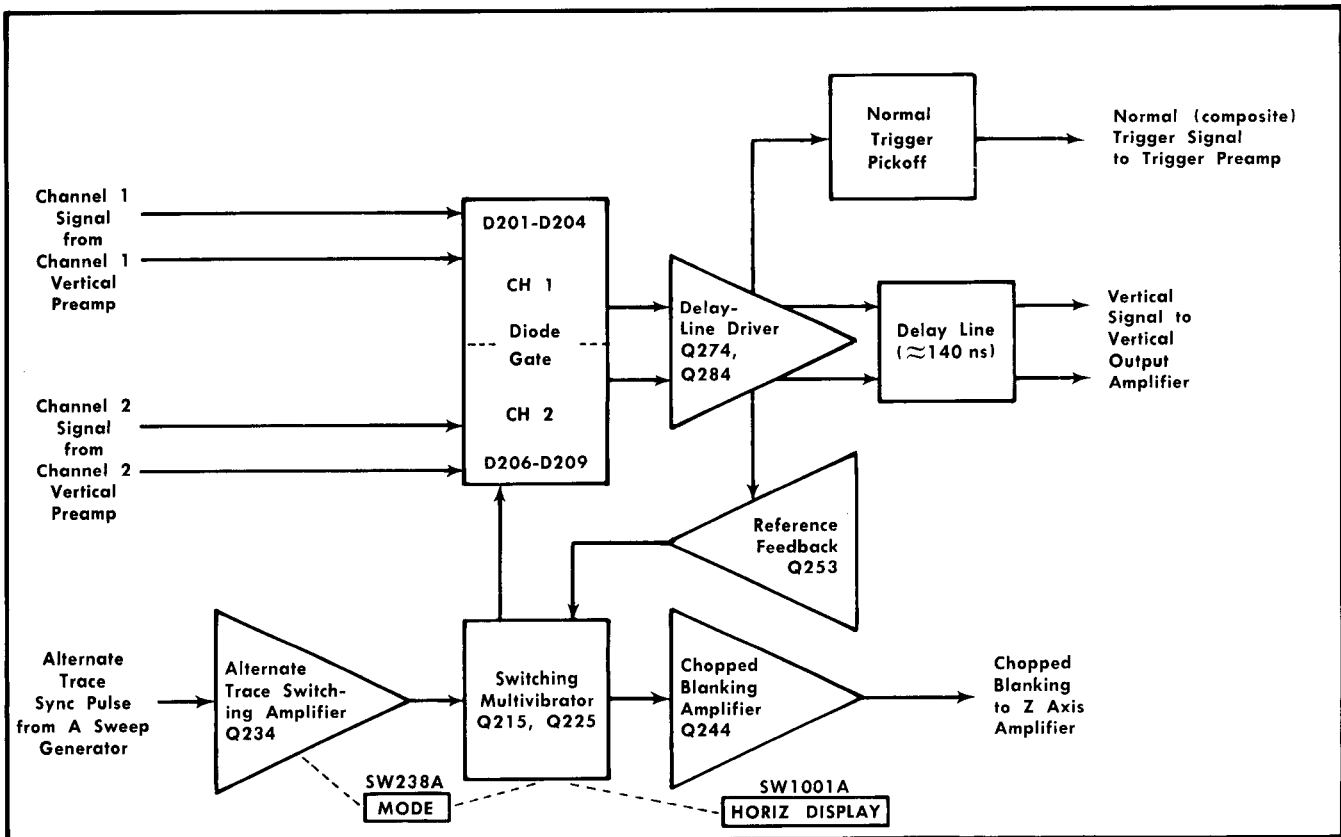 Normal
Trigger
Pickoff
Normal (composite)
Trigger Signal
to Trigger Preamp
Channel 1
Signal
from
Channel 1
Vertical
Preamp
D201-D204
CH 1
Diode
Gate
CH 2
D206-D209
Delay-
Line Driver
Q274,
Q284
Delay Line
(≈140 ns)
Vertical
Signal to
Vertical
Output
Amplifier
Channel 2
Signal
from
Channel 2
Vertical
Preamp
Reference
Feedback
Q253
Alternate
Trace
Sync Pulse
from A Sweep
Generator
Alternate
Trace Switch-
ing Amplifier
Q234
Switching
Multivibrator
Q215, Q225
Chopped
Blanking
Amplifier
Q244
Chopped
Blanking
to Z Axis
Amplifier
SW238A
MODE
SW1001A
HORIZ DISPLAY